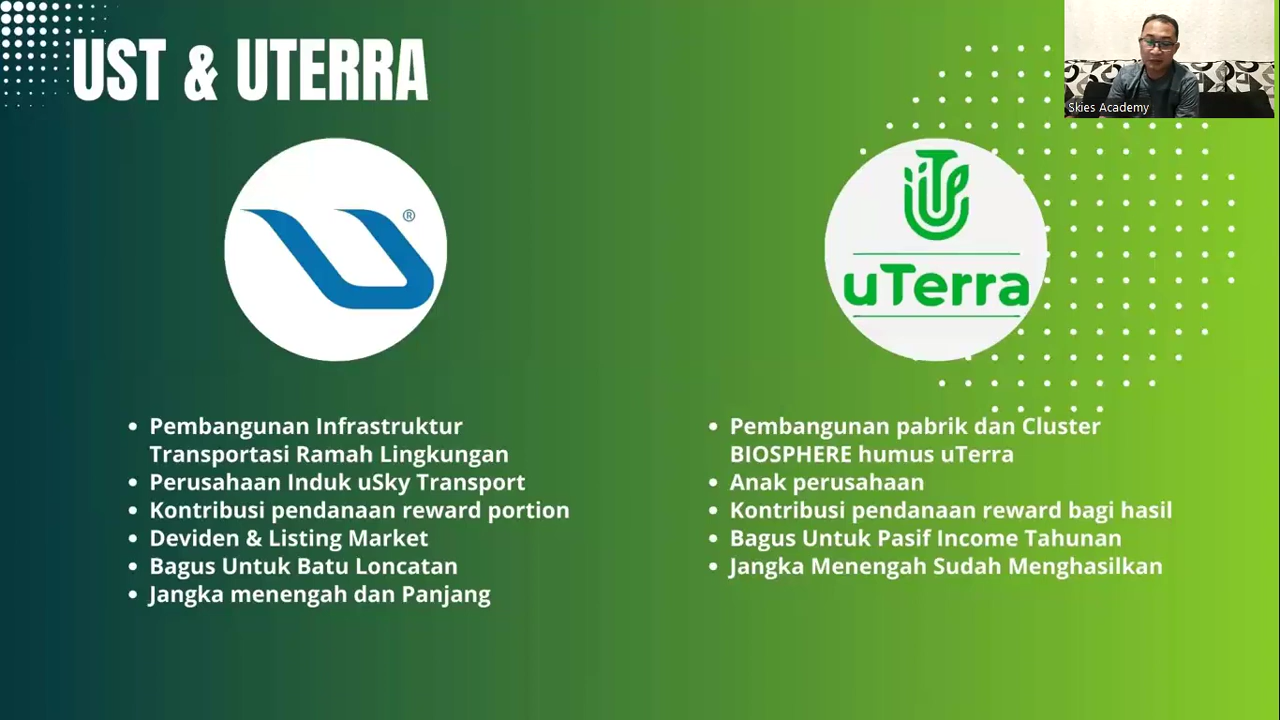 UST & UTERRA
Skies Academy
®
uTerra
• Pembangunan Infrastruktur
Transportasi Ramah Lingkungan
• Perusahaan Induk uSky Transport
• Kontribusi pendanaan reward portion
• Deviden & Listing Market
• Bagus Untuk Batu Loncatan
• Jangka menengah dan Panjang
• Pembangunan pabrik dan Cluster
BIOSPHERE humus uTerra
• Anak perusahaan
• Kontribusi pendanaan reward bagi hasil
• Bagus Untuk Pasif Income Tahunan
• Jangka Menengah Sudah Menghasilkan